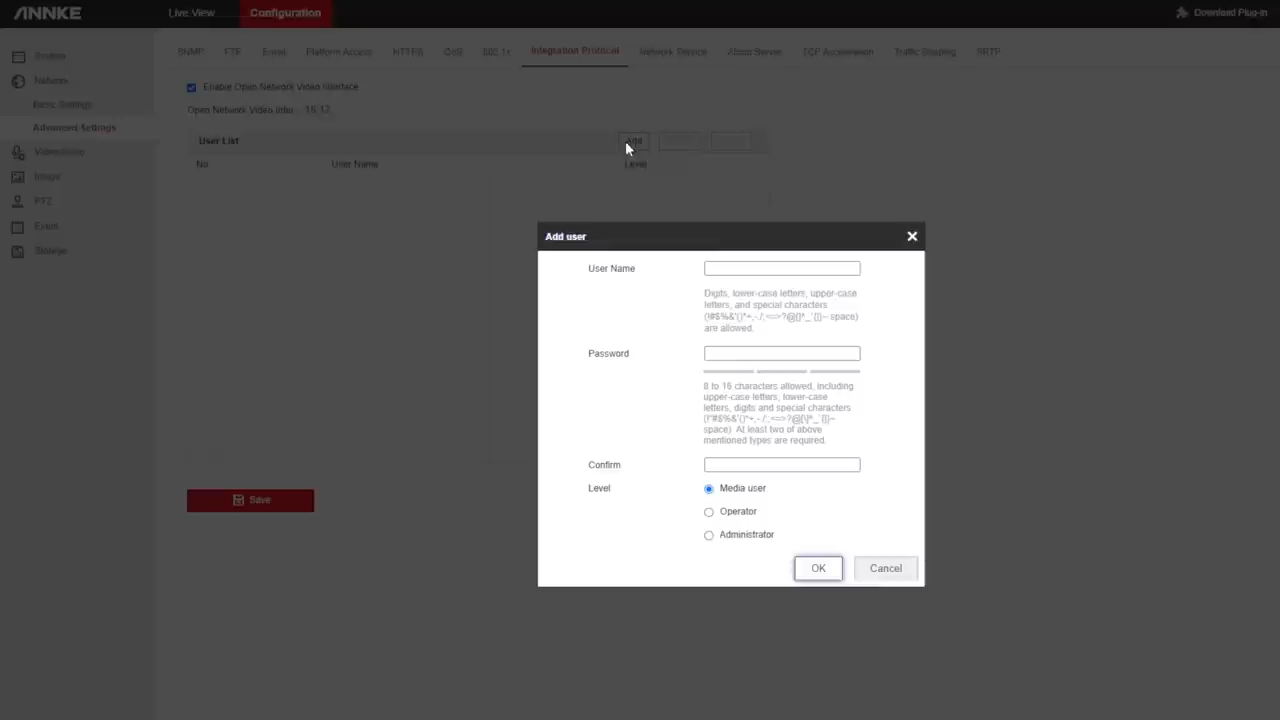 ANNKE
Live View
Configuration
Download Plug-in
SNMP FTP Email Platform Access HTTPS QoS 802.1x Integration Protocol Network Service Alarm Server TCP Acceleration Traffic Shaping SRTP
System
Network
Basic Settings
Advanced Settings
Video/Audio
Image
PTZ
Event
Storage
Enable Open Network Video Interface
Open Network Video
User List
Add
No User Name Level
Save
Add user
User Name
Digits, lower-case letters, upper-case
letters, and special characters
(!#$%&'()*+,-./:;<=>?@[\]^_`{|}~ space)
are allowed.
Password
8 to 16 characters allowed, including
upper-case letters, lower-case
letters, digits and special characters
(!"#$%&'()*+,-./:;<=>?@[\]^_`{|}~
space). At least two of above
mentioned types are required.
Confirm
Level
Media user
Operator
Administrator
OK
Cancel